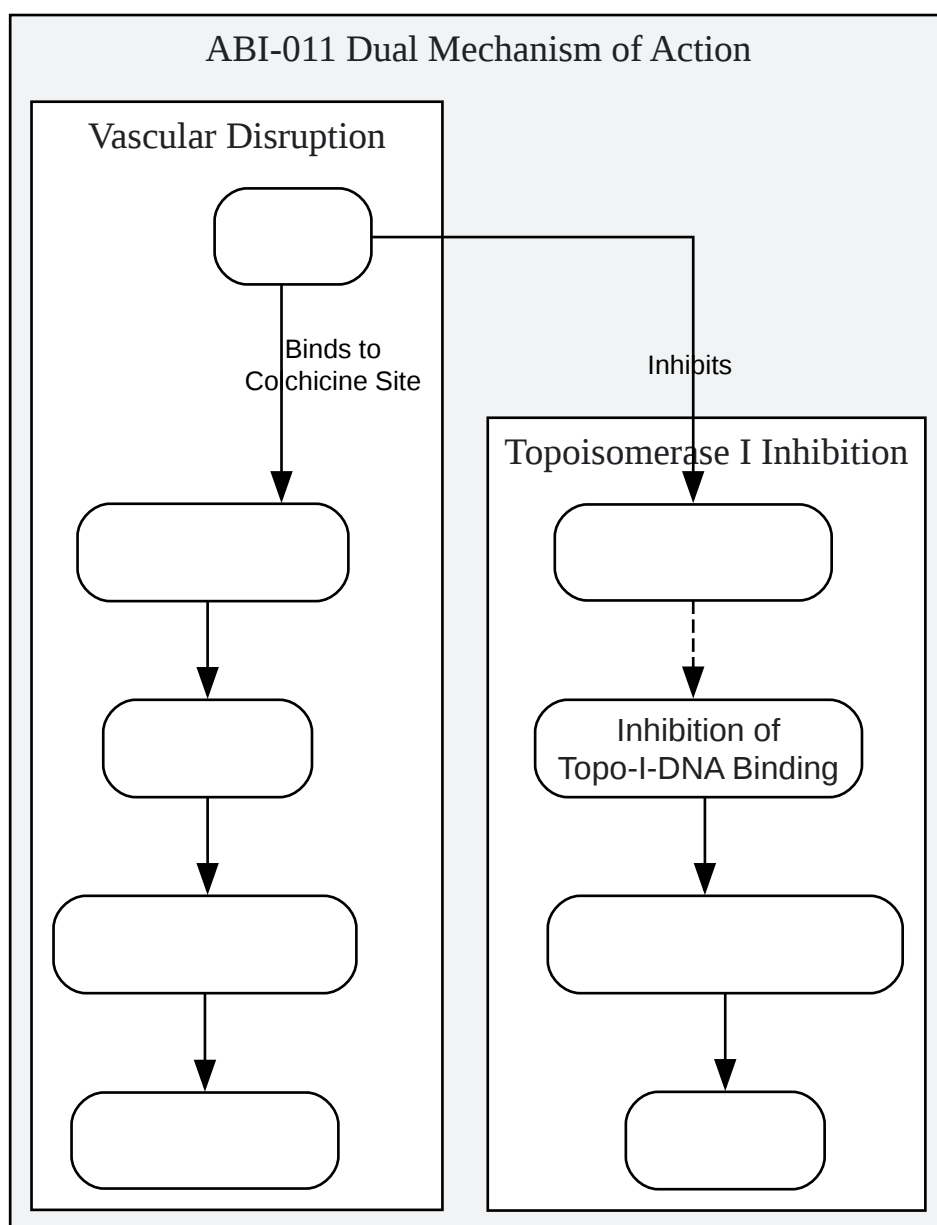 ABI-011 Dual Mechanism of Action
Vascular Disruption
Binds to
Colchicine Site
Inhibits
Topoisomerase I Inhibition
Inhibition of
Topo-I-DNA Binding